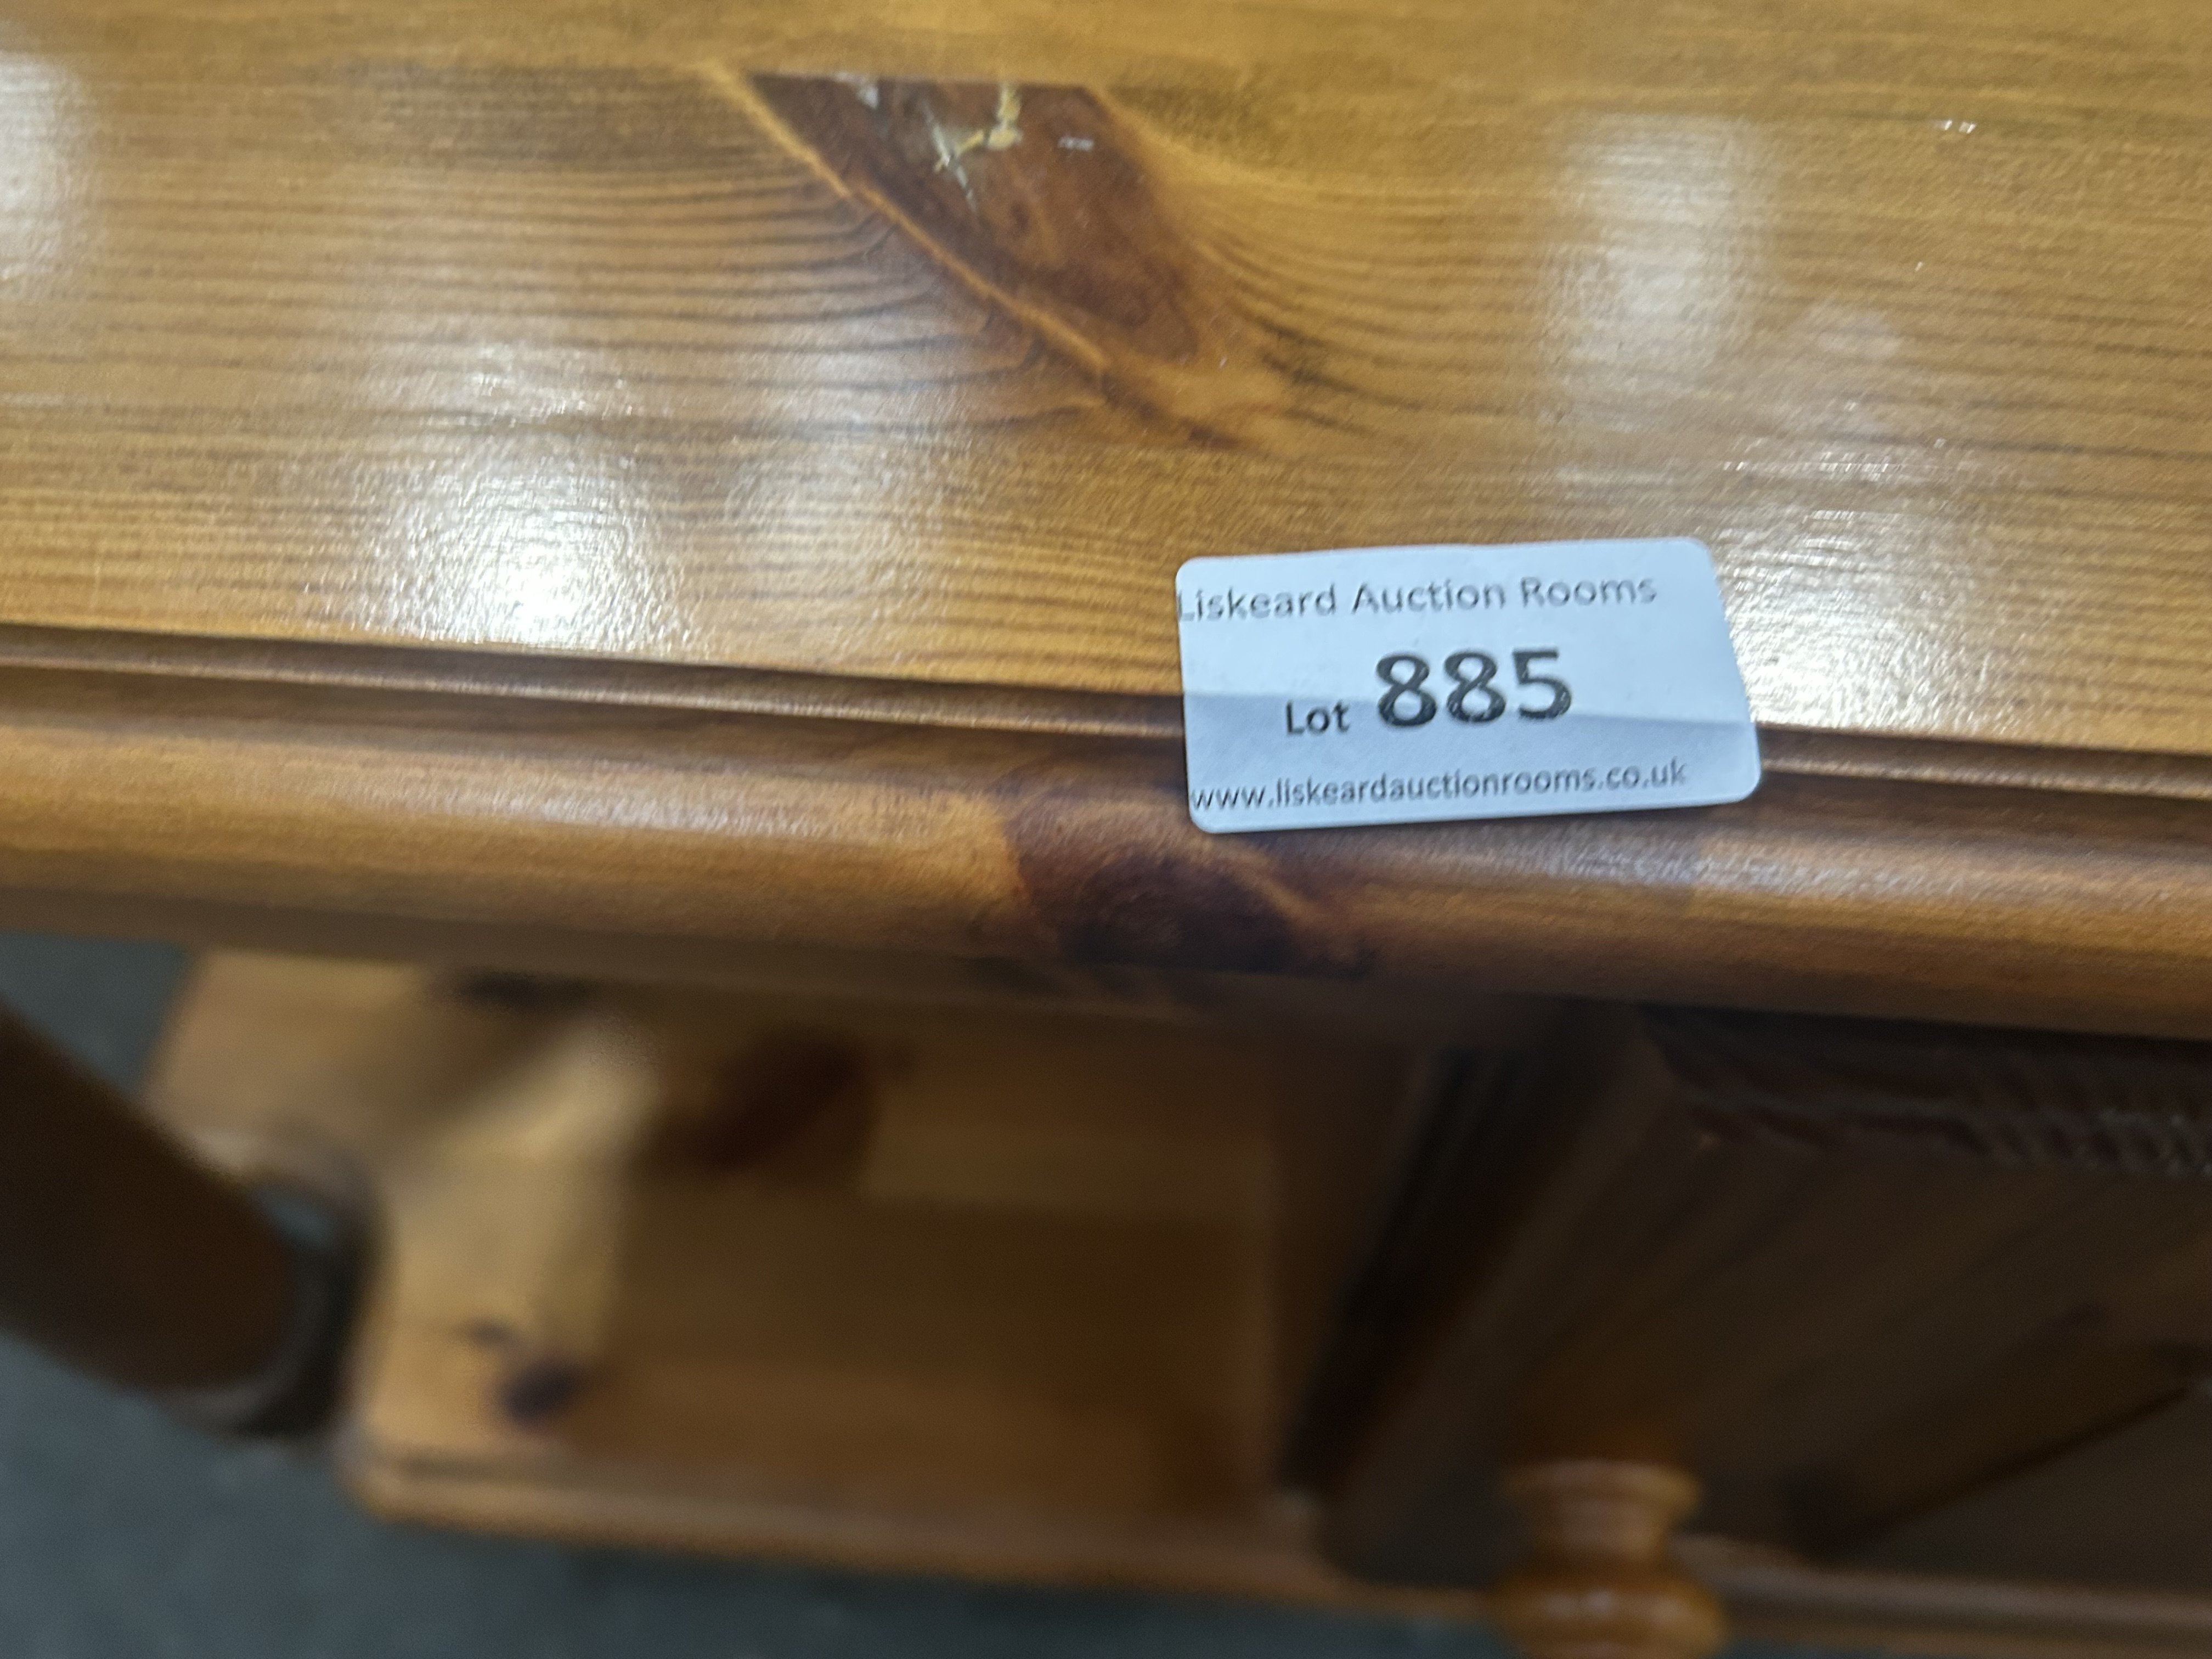 Liskeard Auction Rooms
Lot 885
www.liskeardauctionrooms.co.uk